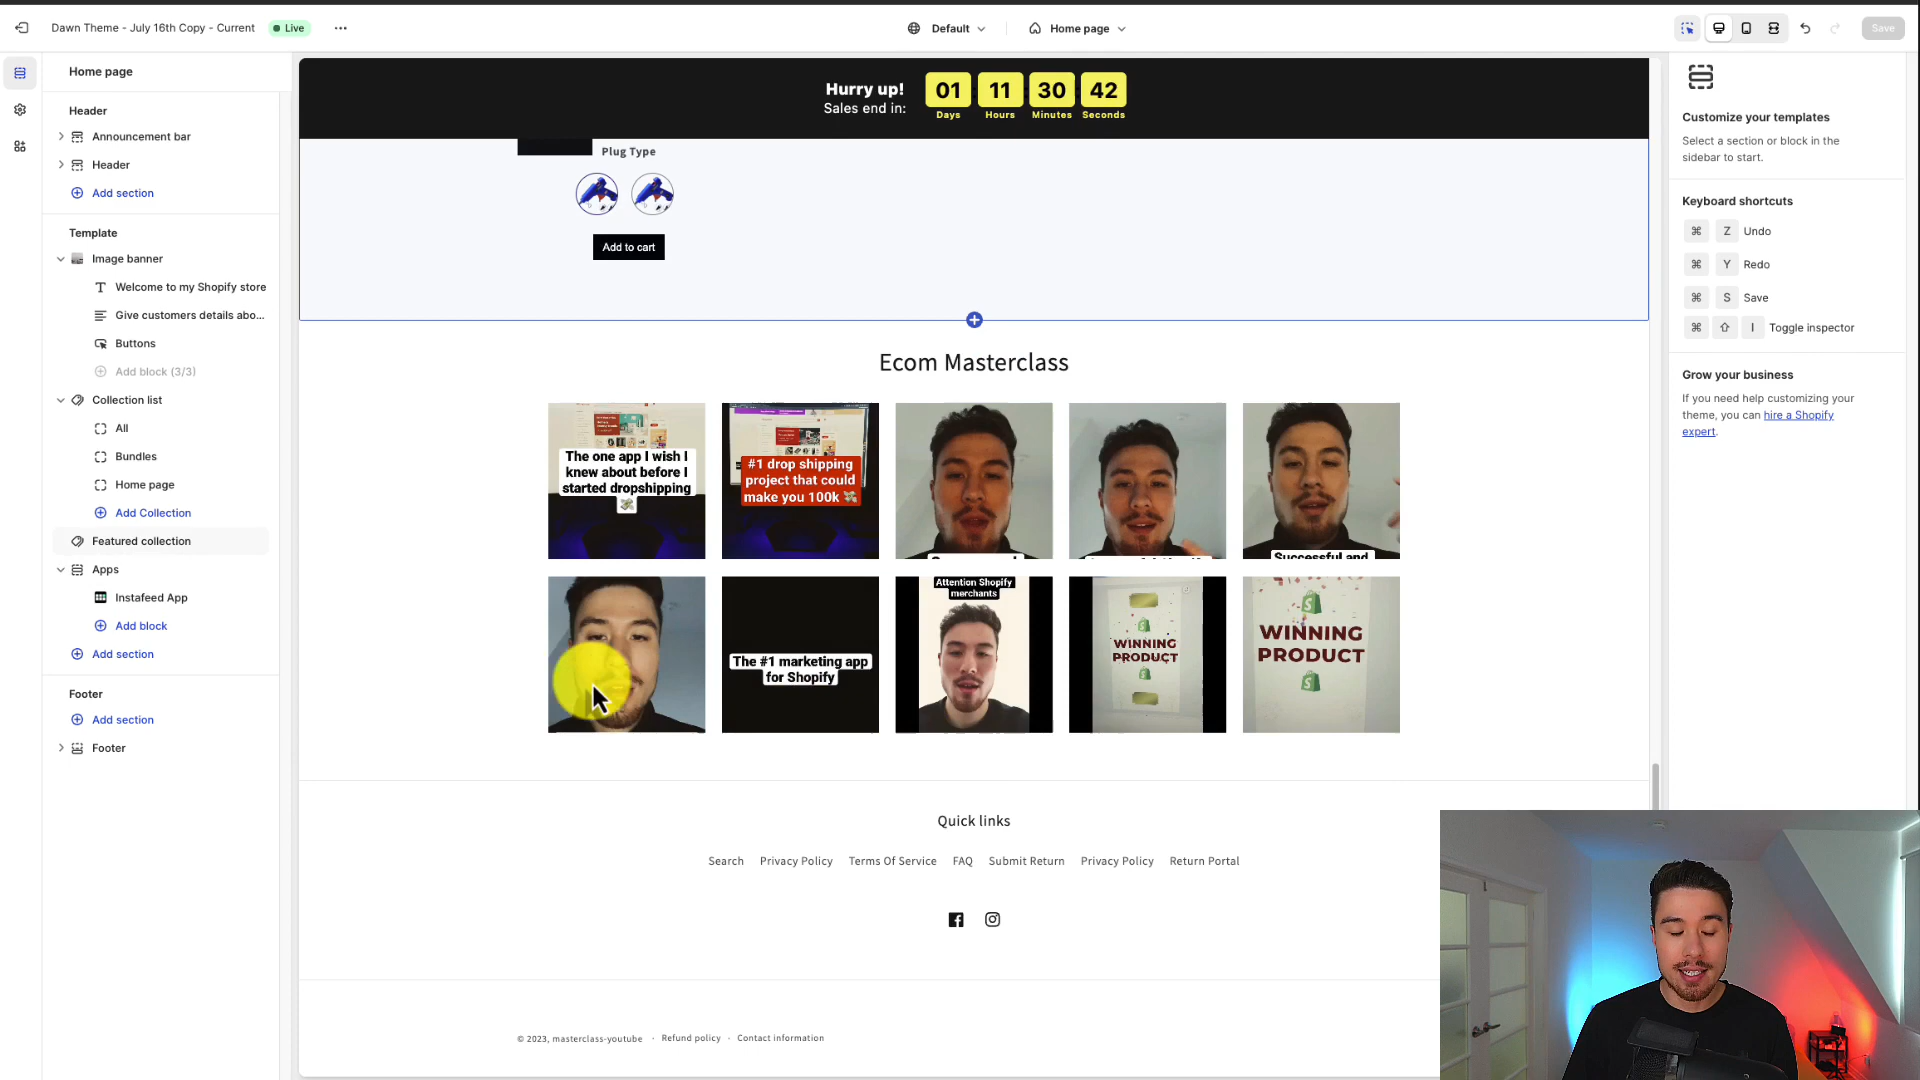 Dawn Theme - July 16th Copy - Current
Live
Default
Home page
Save
Home page
Header
Announcement bar
Header
Add section
Template
Image banner
Welcome to my Shopify store
Give customers details abo...
Buttons
Add block (3/3)
Collection list
All
Bundles
Home page
Add Collection
Featured collection
Apps
Instafeed App
Add block
Add section
Footer
Add section
Footer
Hurry up!
Sales end in:
01 11 30 42
Days Hours Minutes Seconds
Plug Type
Add to cart
Ecom Masterclass
The one app I wish I
knew about before I
started dropshipping
#1 drop shipping
project that could
make you 100k
Successful and
The #1 marketing app
for Shopify
Attention Shopify
merchants
WINNING
PRODUCT
WINNING
PRODUCT
Quick links
Search Privacy Policy Terms Of Service FAQ Submit Return Privacy Policy Return Portal
© 2023, masterclass-youtube · Refund policy · Contact information
Customize your templates
Select a section or block in the
sidebar to start.
Keyboard shortcuts
⌘ Z Undo
⌘ Y Redo
⌘ S Save
⌘ ⇧ I Toggle inspector
Grow your business
If you need help customizing your
theme, you can hire a Shopify
expert.